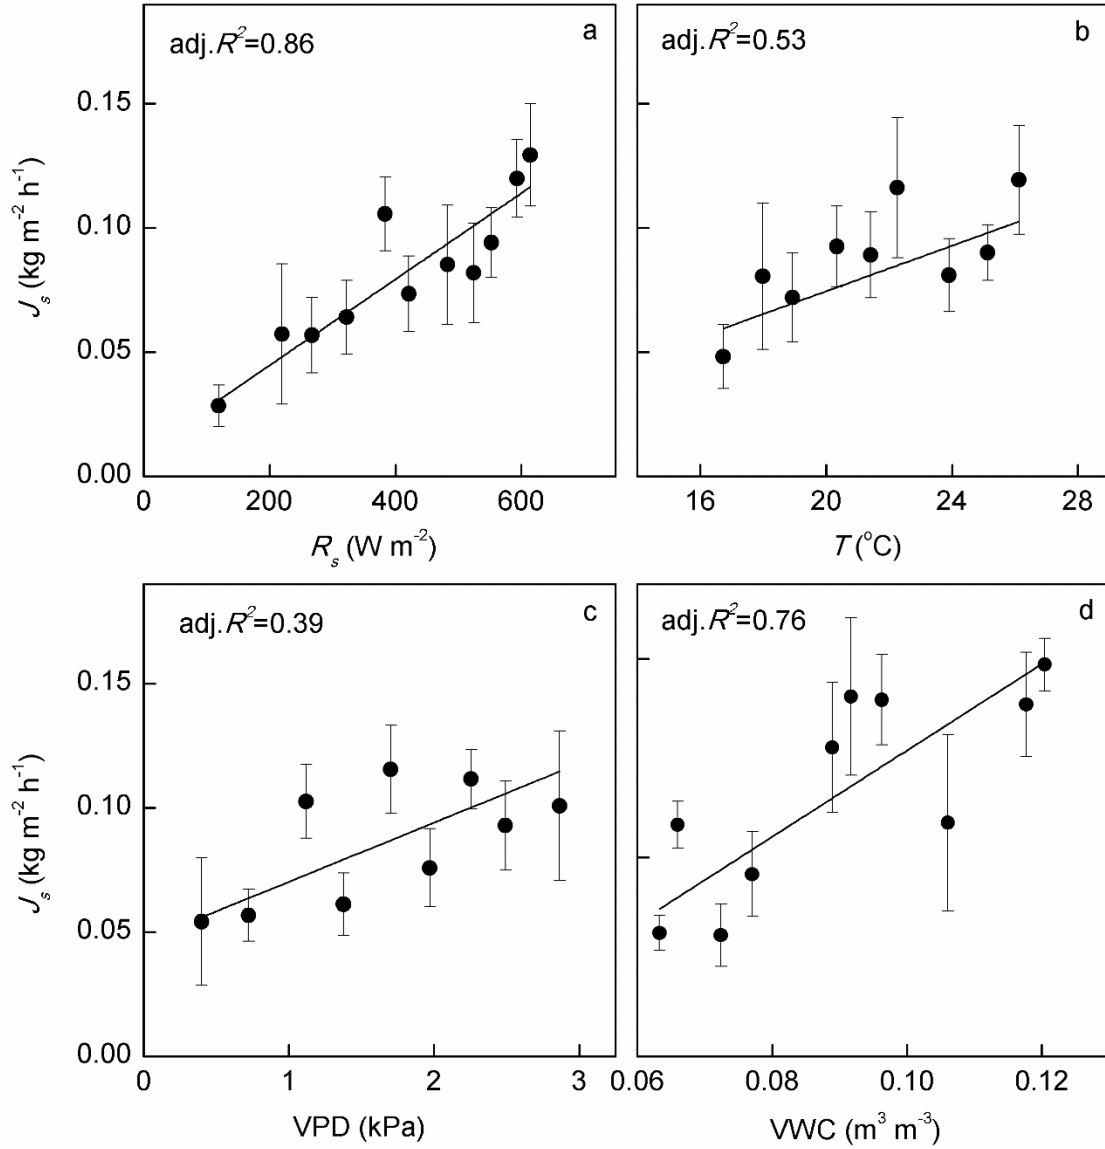 adj.R²=0.86
a
0.15
0.10
0.05
0.00
Jₛ (kg m⁻² h⁻¹)
0 200 400 600
Rₛ (W m⁻²)
adj.R²=0.53
b
16 20 24 28
T (°C)
adj.R²=0.39
c
0.15
0.10
0.05
0.00
Jₛ (kg m⁻² h⁻¹)
0 1 2 3
VPD (kPa)
adj.R²=0.76
d
0.06 0.08 0.10 0.12
VWC (m³ m⁻³)